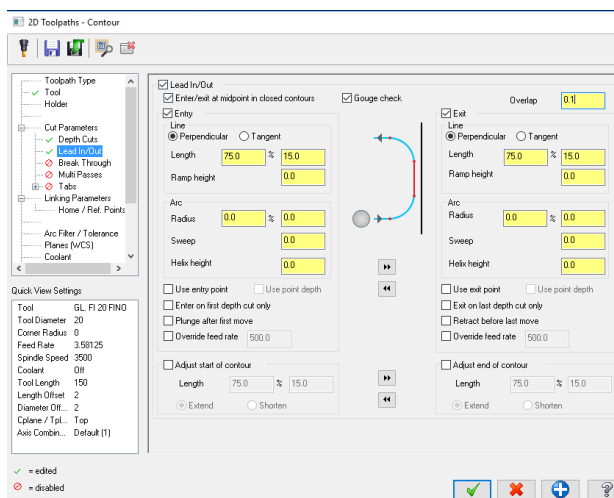 2D Toolpaths - Contour
Toolpath Type
Tool
Holder
Cut Parameters
Depth Cuts
Lead In/Out
Break Through
Multi Passes
Tabs
Linking Parameters
Home / Ref. Points
Arc Filter / Tolerance
Planes (WCS)
Coolant
Quick View Settings
Tool GL. FI 20 FINO
Tool Diameter 20
Corner Radius 0
Feed Rate 3.58125
Spindle Speed 3500
Coolant Off
Tool Length 150
Length Offset 2
Diameter Off... 2
Cplane / Tpl... Top
Axis Combin... Default (1)
= edited
= disabled
Lead In/Out
Enter/exit at midpoint in closed contours Gouge check Overlap 0.1
Entry
Line
Perpendicular Tangent
Length 75.0 % 15.0
Ramp height 0.0
Arc
Radius 0.0 % 0.0
Sweep 0.0
Helix height 0.0
Use entry point Use point depth
Enter on first depth cut only
Plunge after first move
Override feed rate 500.0
Adjust start of contour
Length 75.0 % 15.0
Extend Shorten
Exit
Line
Perpendicular Tangent
Length 75.0 % 15.0
Ramp height 0.0
Arc
Radius 0.0 % 0.0
Sweep 0.0
Helix height 0.0
Use exit point Use point depth
Exit on last depth cut only
Retract before last move
Override feed rate 500.0
Adjust end of contour
Length 75.0 % 15.0
Extend Shorten
?